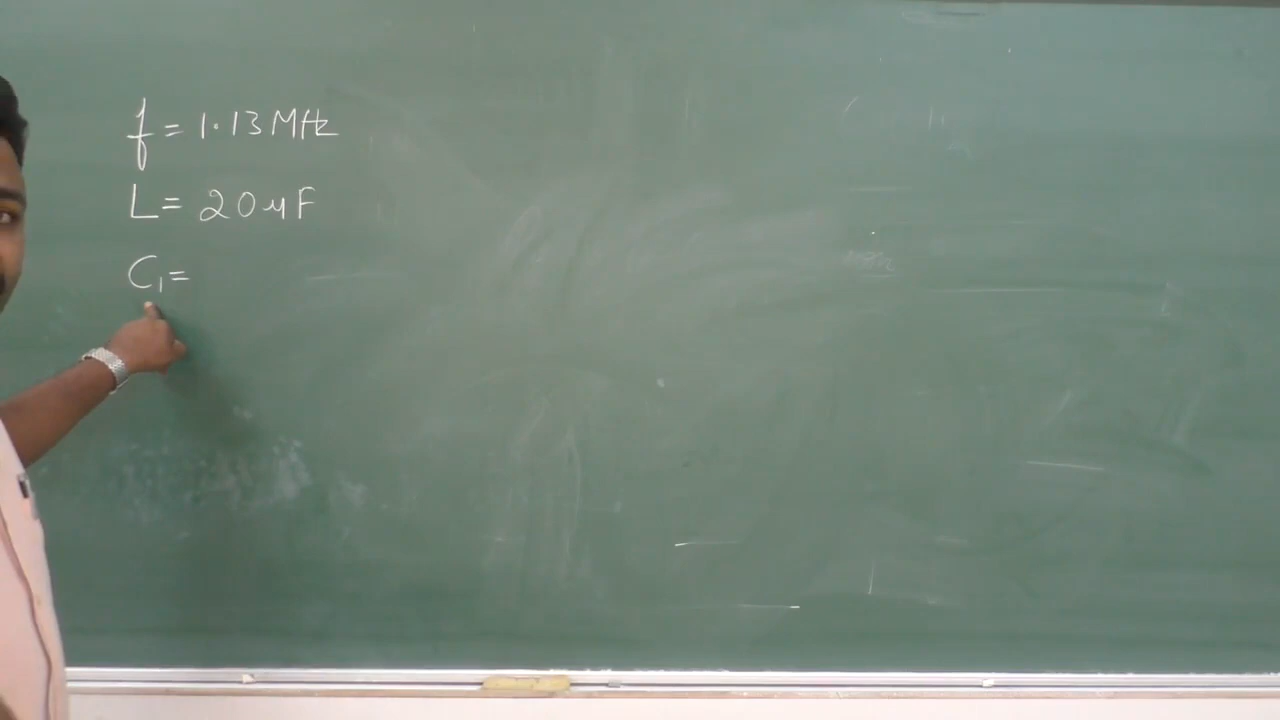 f = 1.13 MHz
L = 20 μF
C₁ =